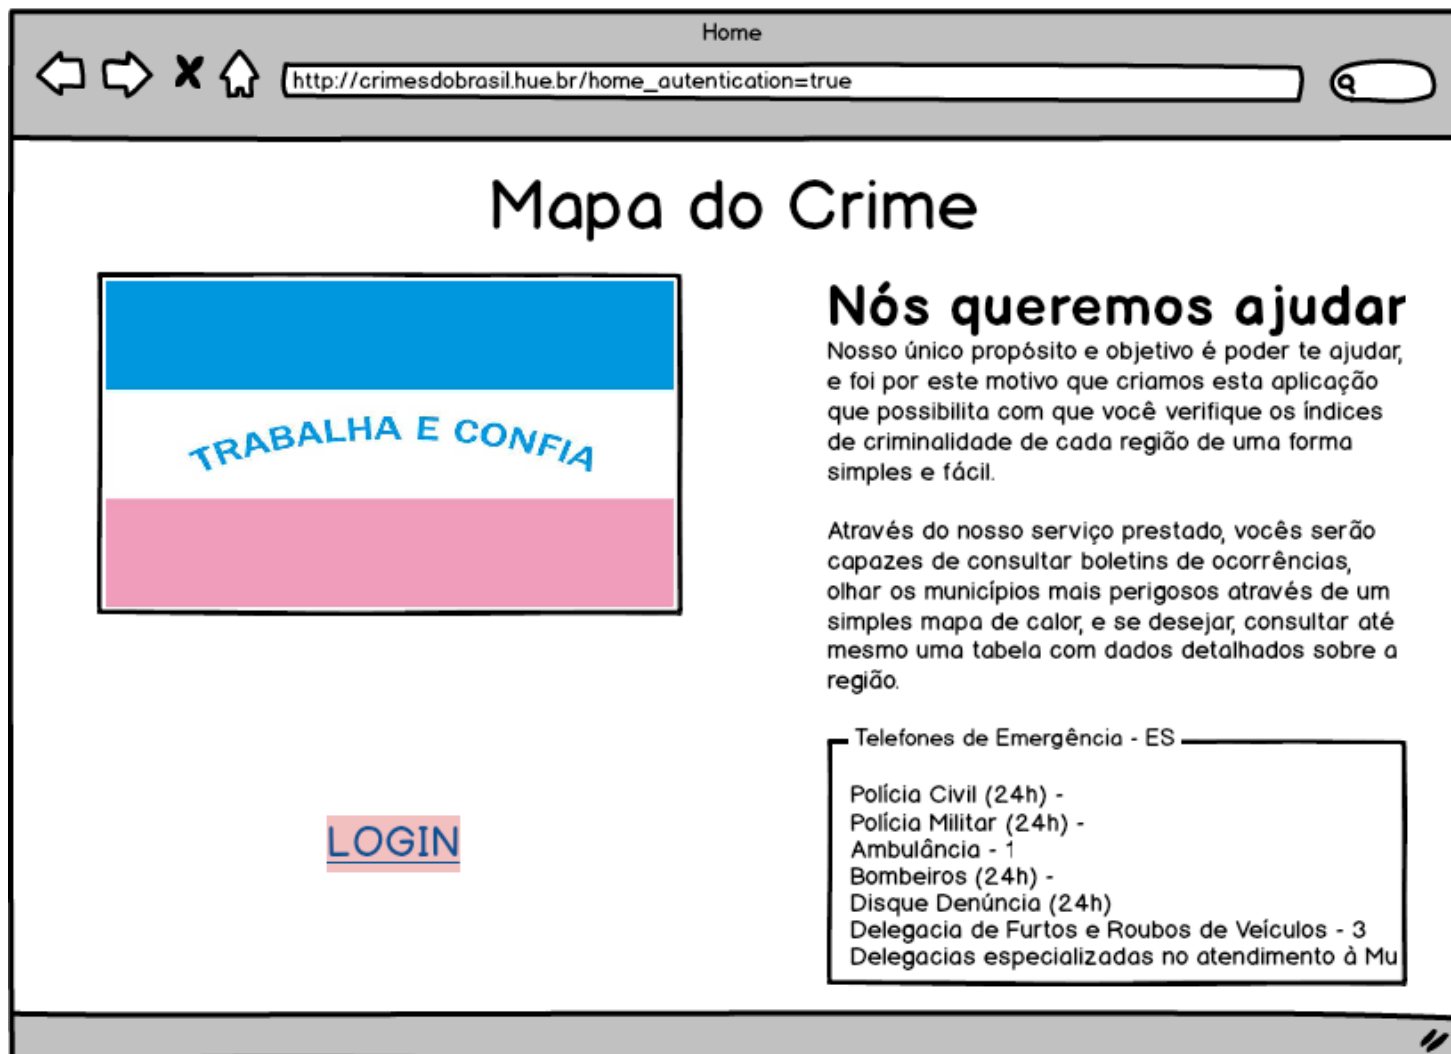 Home
http://crimesdobrasil.hue.br/home_autentication=true
Mapa do Crime
TRABALHA E CONFIA
LOGIN
Nós queremos ajudar
Nosso único propósito e objetivo é poder te ajudar,
e foi por este motivo que criamos esta aplicação
que possibilita com que você verifique os índices
de criminalidade de cada região de uma forma
simples e fácil.
Através do nosso serviço prestado, vocês serão
capazes de consultar boletins de ocorrências,
olhar os municípios mais perigosos através de um
simples mapa de calor, e se desejar, consultar até
mesmo uma tabela com dados detalhados sobre a
região.
Telefones de Emergência - ES
Polícia Civil (24h) -
Polícia Militar (24h) -
Ambulância - 1
Bombeiros (24h) -
Disque Denúncia (24h)
Delegacia de Furtos e Roubos de Veículos - 3
Delegacias especializadas no atendimento à Mu